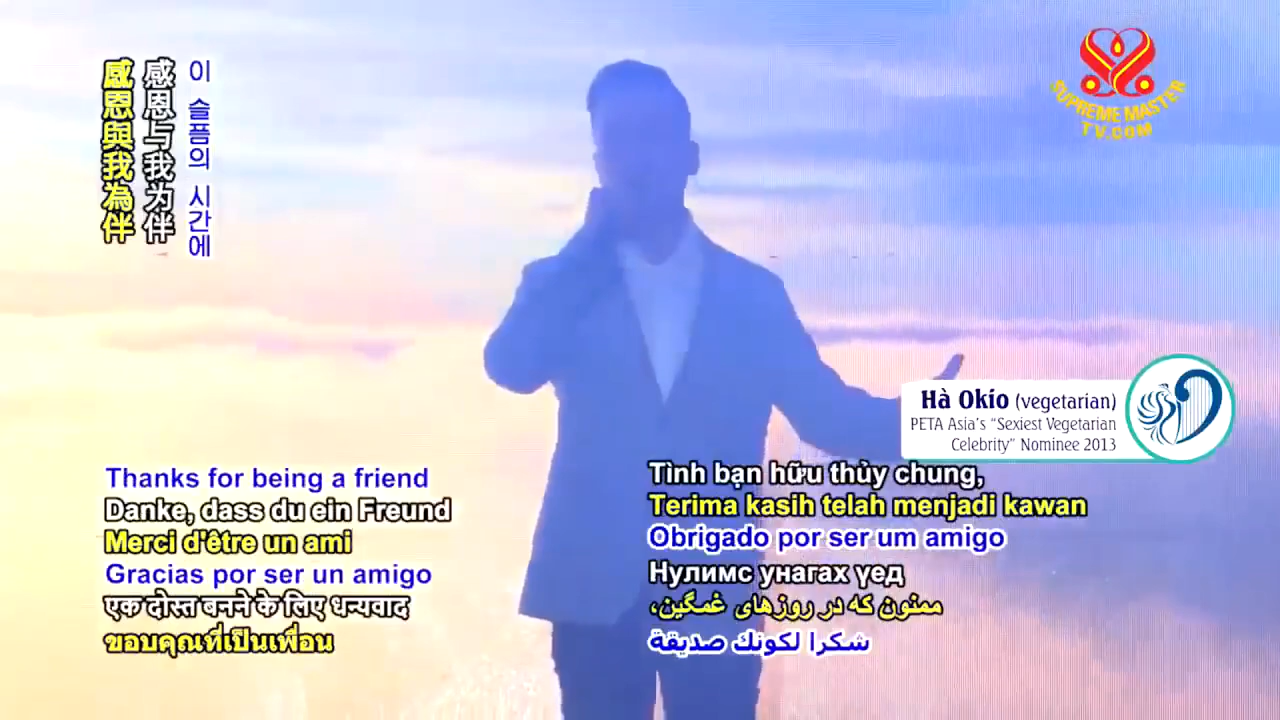 感恩與我為伴
感恩与我为伴
이 슬픔의 시간에
SUPREME MASTER
TV.COM
Hà Okio (vegetarian)
PETA Asia's "Sexiest Vegetarian
Celebrity" Nominee 2013
Thanks for being a friend
Danke, dass du ein Freund
Merci d'être un ami
Gracias por ser un amigo
एक दोस्त बनने के लिए धन्यवाद
ขอบคุณที่เป็นเพื่อน
Tình bạn hữu thủy chung,
Terima kasih telah menjadi kawan
Obrigado por ser um amigo
Нулимс унагах үед
ممنون که در روزهای غمگین،
شكرا لكونك صديقة